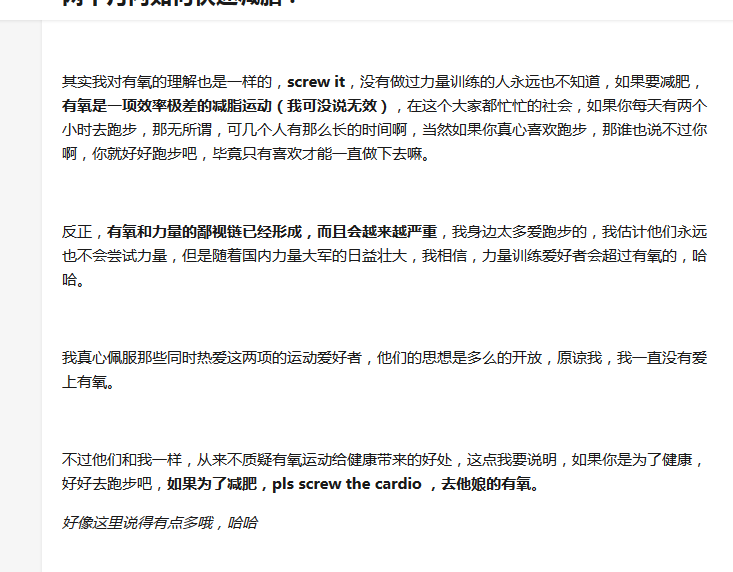 其实我对有氧的理解也是一样的，screw it，没有做过力量训练的人永远也不知道，如果要减肥，
有氧是一项效率极差的减脂运动（我可没说无效），在这个大家都忙忙的社会，如果你每天有两个
小时去跑步，那无所谓，可几个人有那么长的时间啊，当然如果你真心喜欢跑步，那谁也说不过你
啊，你就好好跑步吧，毕竟只有喜欢才能一直做下去嘛。
反正，有氧和力量的鄙视链已经形成，而且会越来越严重，我身边太多爱跑步的，我估计他们永远
也不会尝试力量，但是随着国内力量大军的日益壮大，我相信，力量训练爱好者会超过有氧的，哈
哈。
我真心佩服那些同时热爱这两项的运动爱好者，他们的思想是多么的开放，原谅我，我一直没有爱
上有氧。
不过他们和我一样，从来不质疑有氧运动给健康带来的好处，这点我要说明，如果你是为了健康，
好好去跑步吧，如果为了减肥，pls screw the cardio ，去他娘的有氧。
好像这里说得有点多哦，哈哈